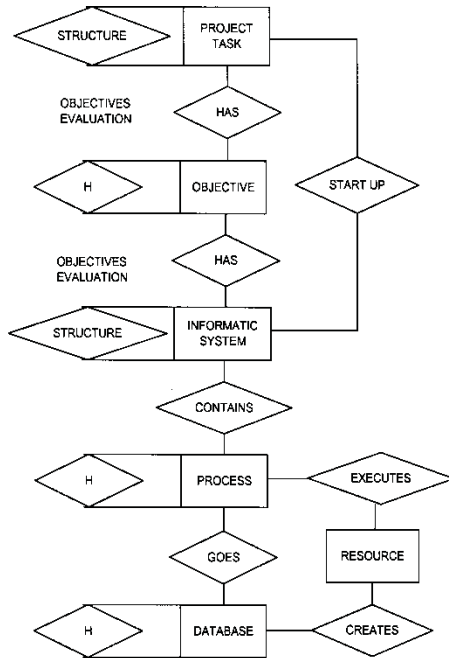 STRUCTURE
PROJECT
TASK
OBJECTIVES
EVALUATION
HAS
H
OBJECTIVE
START UP
OBJECTIVES
EVALUATION
HAS
STRUCTURE
INFORMATIC
SYSTEM
CONTAINS
H
PROCESS
EXECUTES
GOES
RESOURCE
H
DATABASE
CREATES